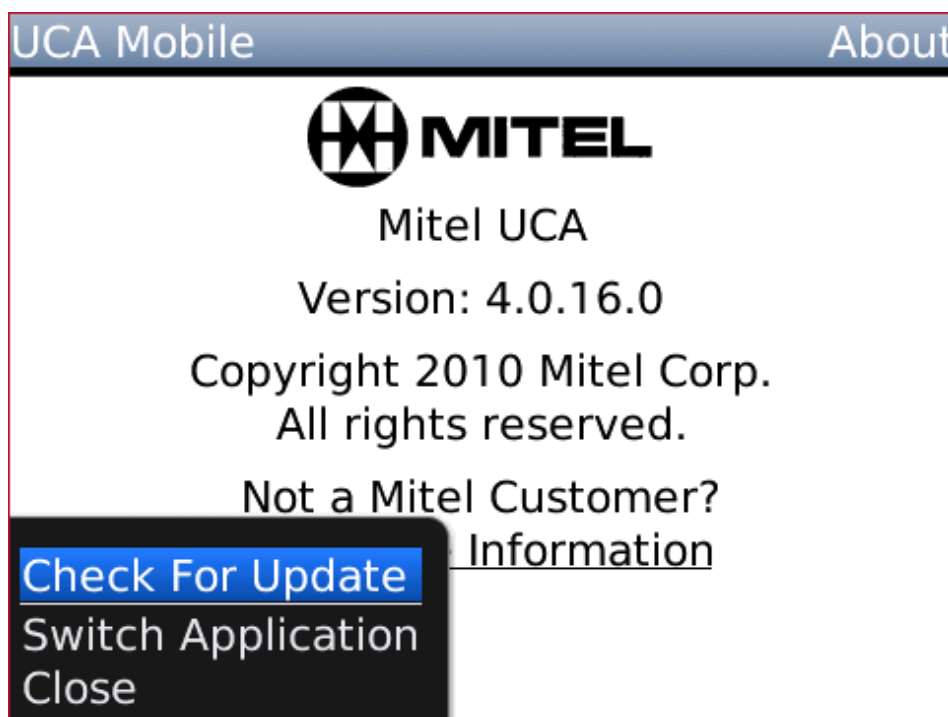 UCA Mobile About
MITEL
Mitel UCA
Version: 4.0.16.0
Copyright 2010 Mitel Corp.
All rights reserved.
Not a Mitel Customer?
Information
Check For Update
Switch Application
Close